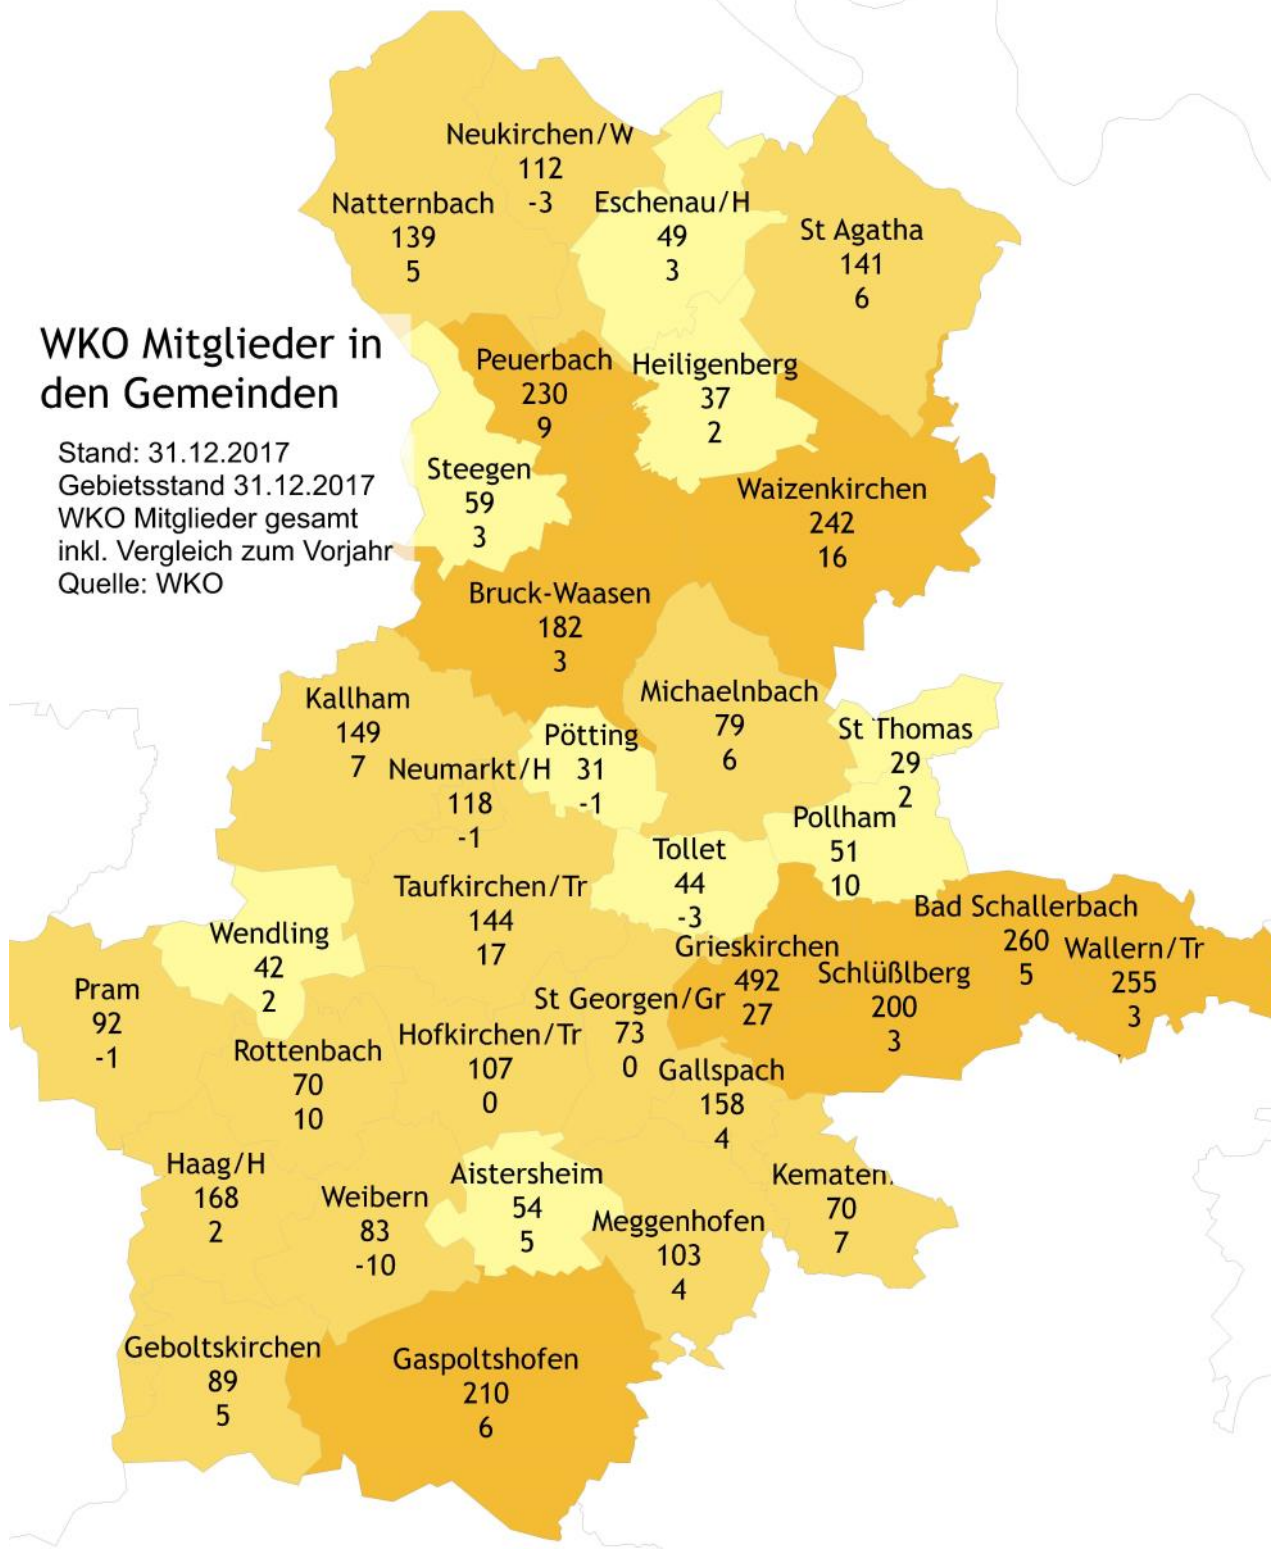 Neukirchen/W
112
-3
Natternbach
139
5
Eschenau/H
49
3
St Agatha
141
6
WKO Mitglieder in
den Gemeinden
Stand: 31.12.2017
Gebietsstand 31.12.2017
WKO Mitglieder gesamt
inkl. Vergleich zum Vorjahr
Quelle: WKO
Peuerbach
230
9
Heiligenberg
37
2
Steegen
59
3
Waizenkirchen
242
16
Bruck-Waasen
182
3
Kallham
149
7
Michaelnbach
79
6
St Thomas
29
2
Pötting
31
-1
Neumarkt/H
118
-1
Pollham
51
10
Tollet
44
-3
Taufkirchen/Tr
144
17
Bad Schallerbach
260
5
Wendling
42
2
Grieskirchen
492
27
Wallern/Tr
255
3
Schlüßlberg
200
3
Pram
92
-1
St Georgen/Gr
73
0
Hofkirchen/Tr
107
0
Rottenbach
70
10
Gallspach
158
4
Haag/H
168
2
Aistersheim
54
5
Kematen.
70
7
Weibern
83
-10
Meggenhofen
103
4
Geboltskirchen
89
5
Gaspoltshofen
210
6